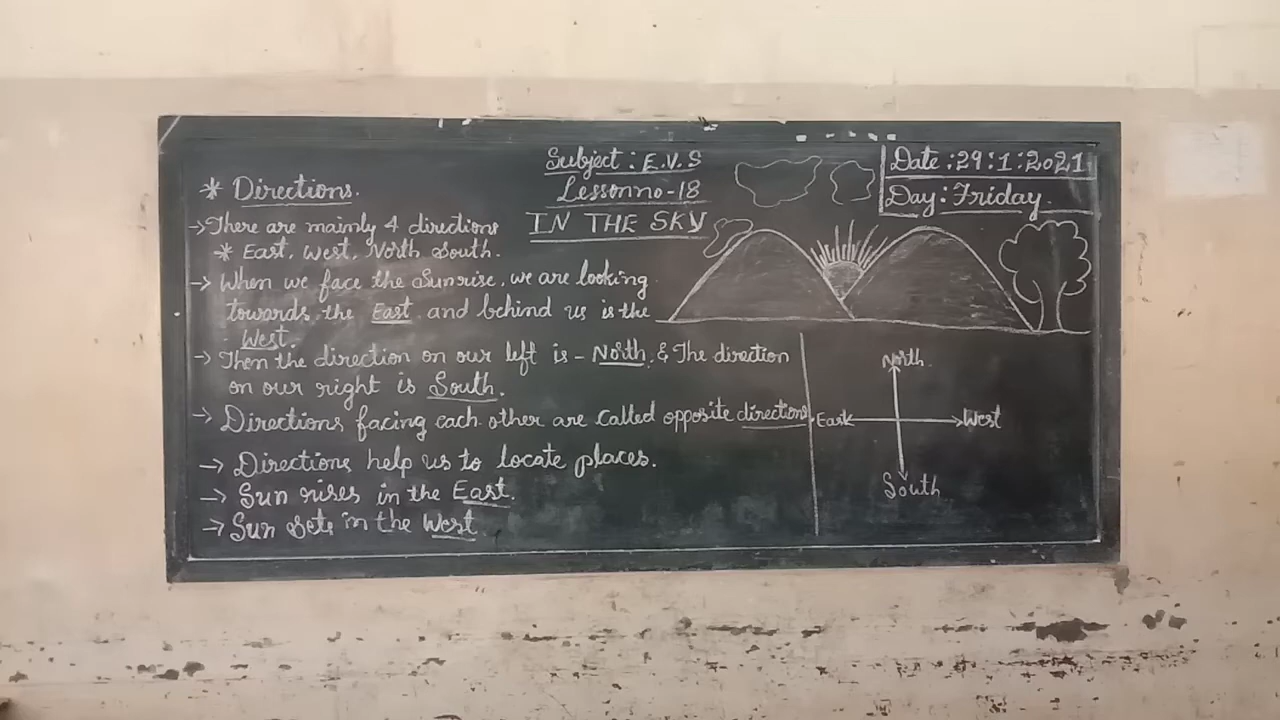 Subject : E.V.S
Lesson no - 18
IN THE SKY
Date : 29 : 1 : 2021
Day : Friday.
* Directions.
→ There are mainly 4 directions
* East, West, North South.
→ When we face the Sunrise, we are looking
towards the East and behind us is the
West.
→ Then the direction on our left is - North, & The direction
on our right is South.
→ Directions facing each other are called opposite directions.
→ Directions help us to locate places.
→ Sun rises in the East.
→ Sun sets in the West
North
East
West
South